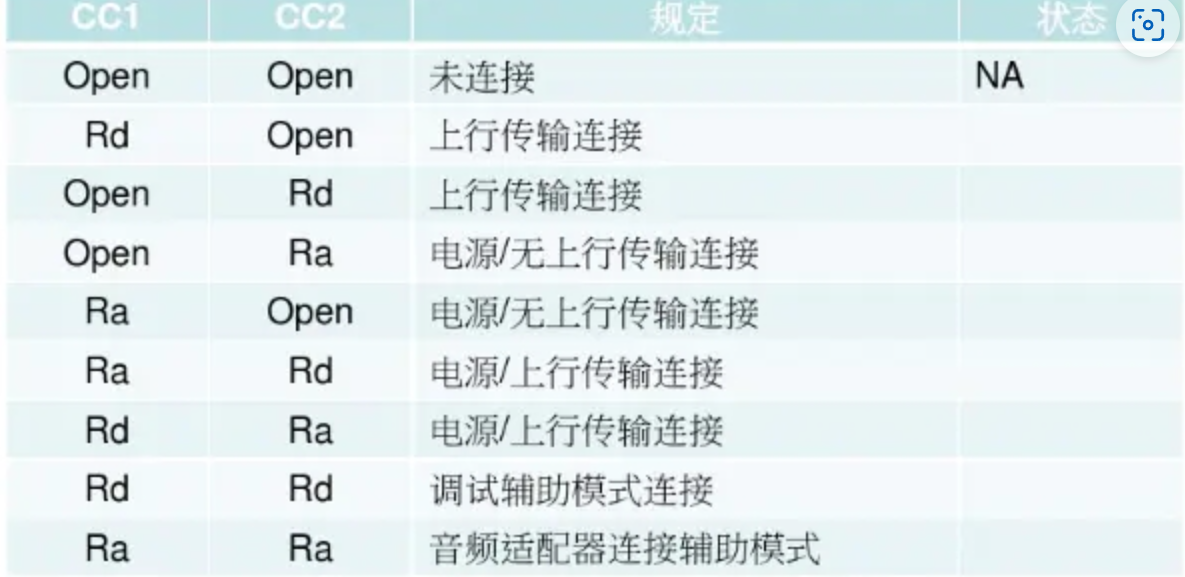 CC1 CC2 规定 状态
Open Open 未连接 NA
Rd Open 上行传输连接
Open Rd 上行传输连接
Open Ra 电源/无上行传输连接
Ra Open 电源/无上行传输连接
Ra Rd 电源/上行传输连接
Rd Ra 电源/上行传输连接
Rd Rd 调试辅助模式连接
Ra Ra 音频适配器连接辅助模式